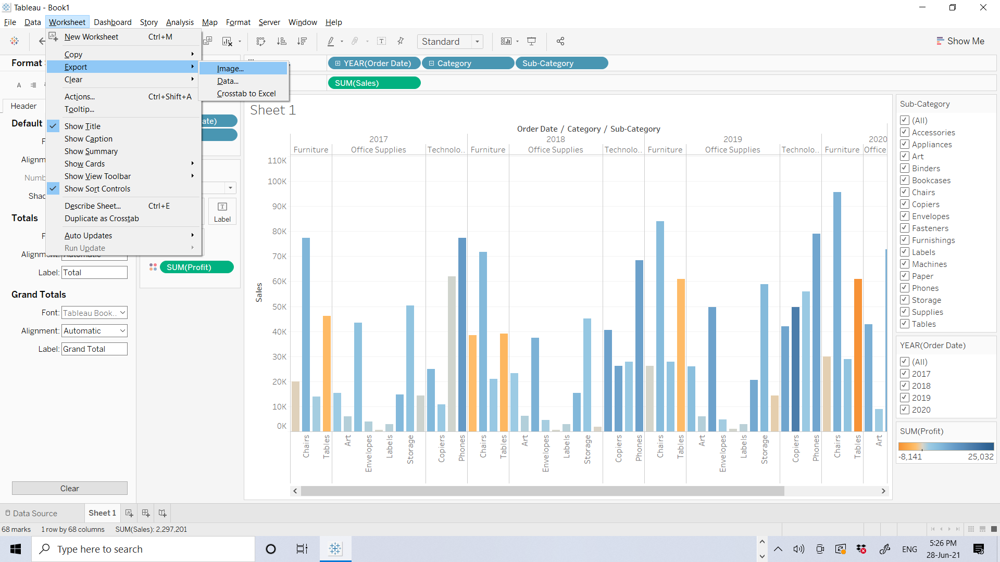 Tableau - Book1
File Data Worksheet Dashboard Story Analysis Map Format Server Window Help
New Worksheet Ctrl+M
Copy
Export
Clear
Actions... Ctrl+Shift+A
Tooltip...
Show Title
Show Caption
Show Summary
Show Cards
Show View Toolbar
Show Sort Controls
Describe Sheet... Ctrl+E
Duplicate as Crosstab
Auto Updates
Run Update
Image...
Data...
Crosstab to Excel
Standard
Show Me
Format
Header
Default
Alignm
Numb
Shad
Totals
Alignment: Automatic
Label: Total
Grand Totals
Font: Tableau Book..
Alignment: Automatic
Label: Grand Total
Clear
ate)
Label
SUM(Profit)
YEAR(Order Date) Category Sub-Category
SUM(Sales)
Sheet 1
Order Date / Category / Sub-Category
2017 2018 2019 2020
Furniture Office Supplies Technolo.. Furniture Office Supplies Technolo.. Furniture Office Supplies Technolo.. Furniture Office
110K
100K
90K
80K
70K
60K
50K
40K
30K
20K
10K
0K
Sales
Chairs Tables Art Envelopes Labels Storage Copiers Phones Chairs Tables Art Envelopes Labels Storage Copiers Phones Chairs Tables Art Envelopes Labels Storage Copiers Phones Chairs Tables Art
Sub-Category
(All)
Accessories
Appliances
Art
Binders
Bookcases
Chairs
Copiers
Envelopes
Fasteners
Furnishings
Labels
Machines
Paper
Phones
Storage
Supplies
Tables
YEAR(Order Date)
(All)
2017
2018
2019
2020
SUM(Profit)
-8,141 25,032
Data Source Sheet 1
68 marks 1 row by 68 columns SUM(Sales): 2,297,201
Type here to search
ENG
5:26 PM
28-Jun-21